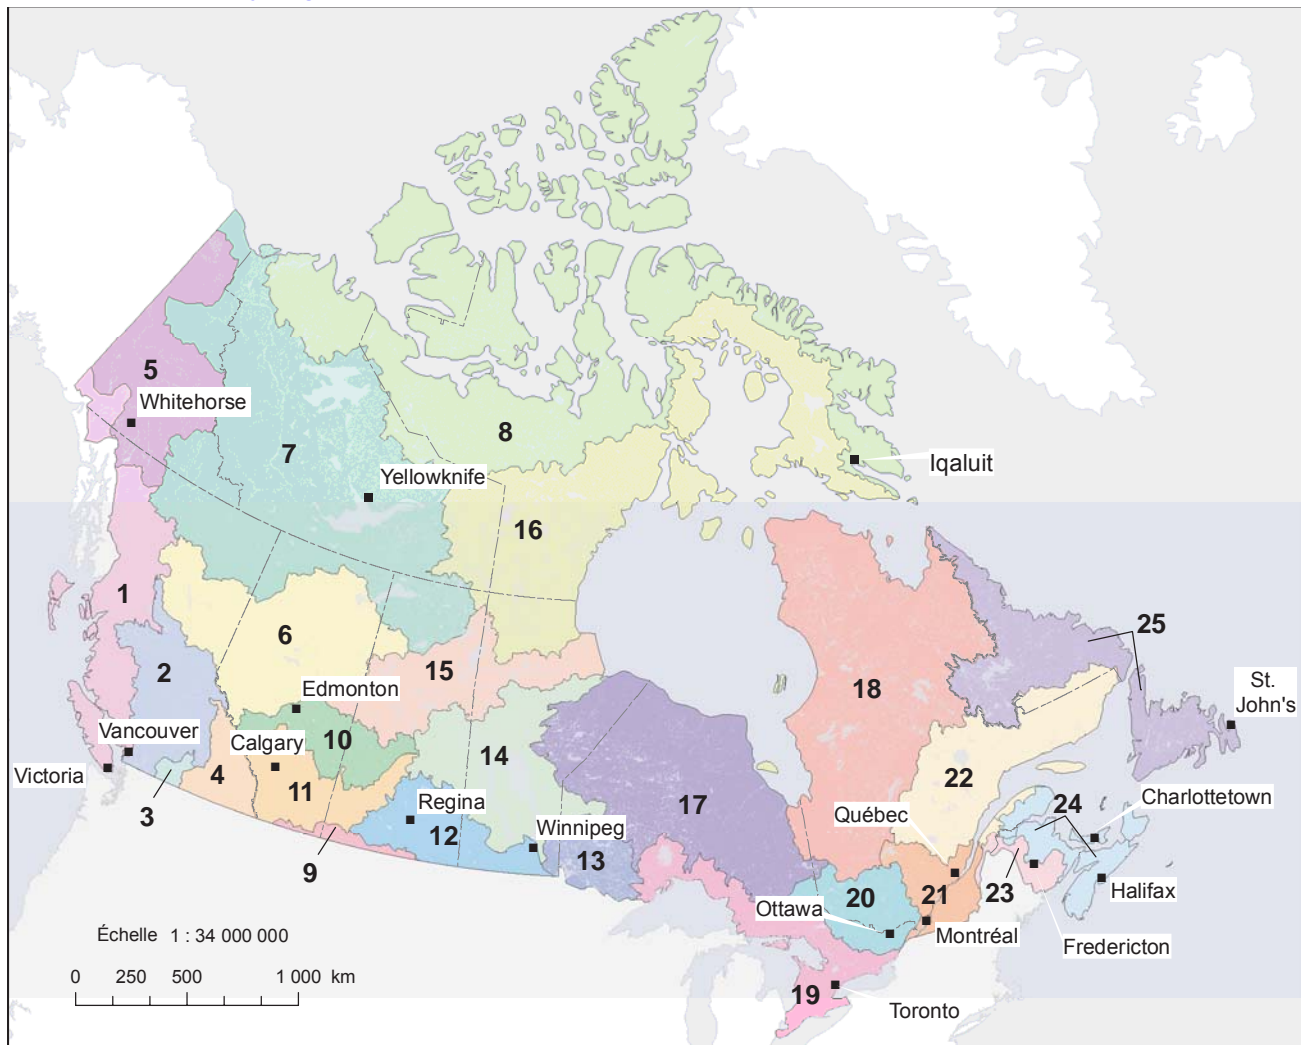 5
Whitehorse
7
8
Yellowknife
Iqaluit
16
1
6
25
2
15
18
Edmonton
St.
John's
Vancouver
Calgary
10
14
22
Victoria
4
11
17
Charlottetown
3
Regina
24
Québec
12
Winnipeg
9
13
23
Halifax
20
21
Ottawa
Montréal
Fredericton
Échelle 1 : 34 000 000
0 250 500 1 000 km
19
Toronto